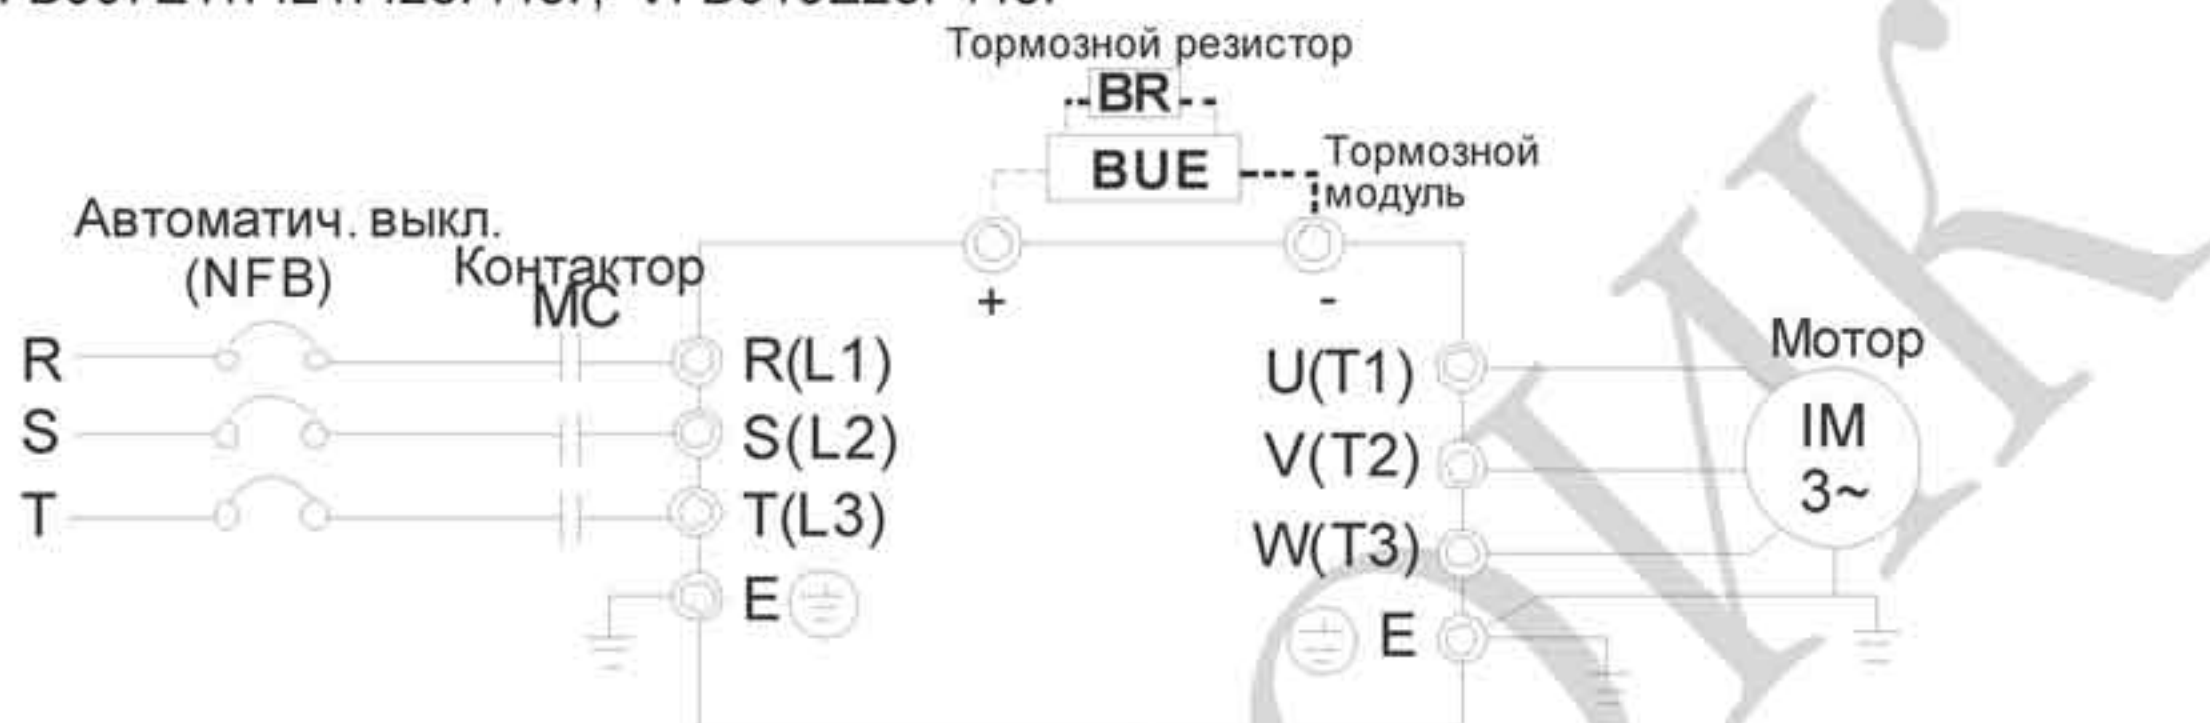 Тормозной резистор
BR
BUE
Тормозной
модуль
Автоматич. выкл.
(NFB)
Контактор
MC
+
-
Мотор
R
R(L1)
U(T1)
IM
3~
S
S(L2)
V(T2)
T
T(L3)
W(T3)
E
E